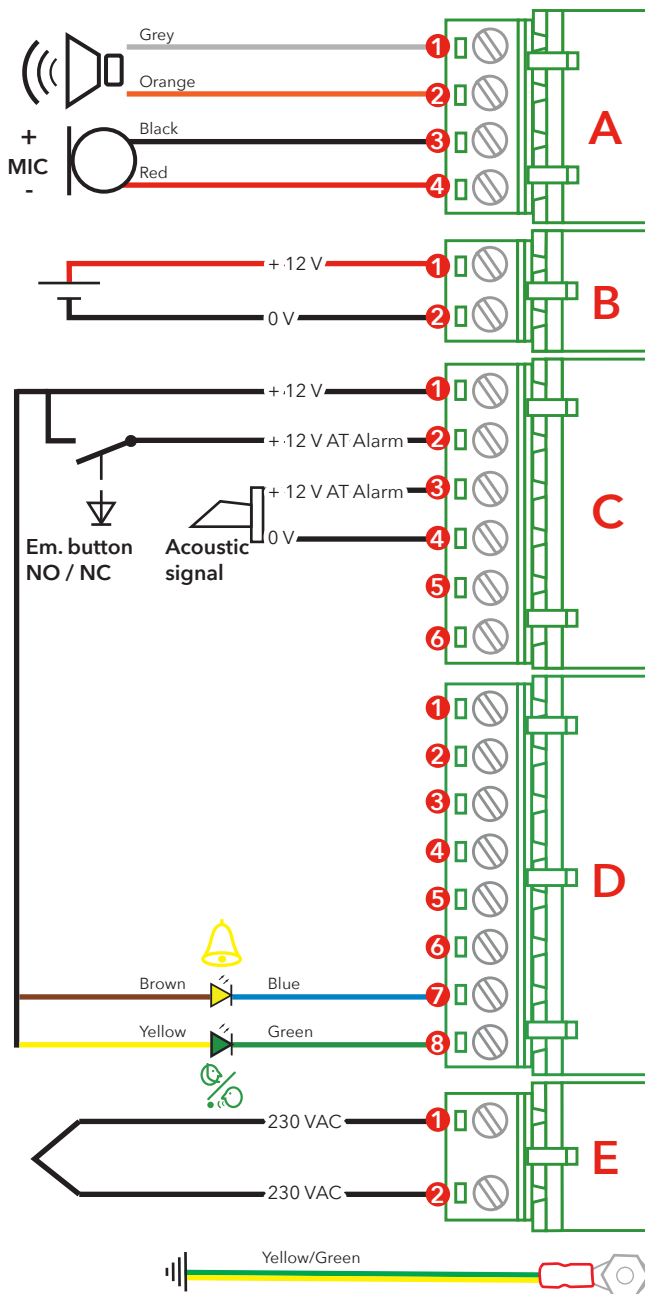 Grey
1
Orange
2
A
+
MIC
-
Black
3
Red
4
+ 12 V
1
B
0 V
2
+ 12 V
1
+ 12 V AT Alarm
2
+ 12 V AT Alarm
3
C
0 V
4
Em. button
NO / NC
Acoustic
signal
5
6
1
2
3
4
D
5
6
Brown
Blue
7
Yellow
Green
8
230 VAC
1
E
230 VAC
2
Yellow/Green